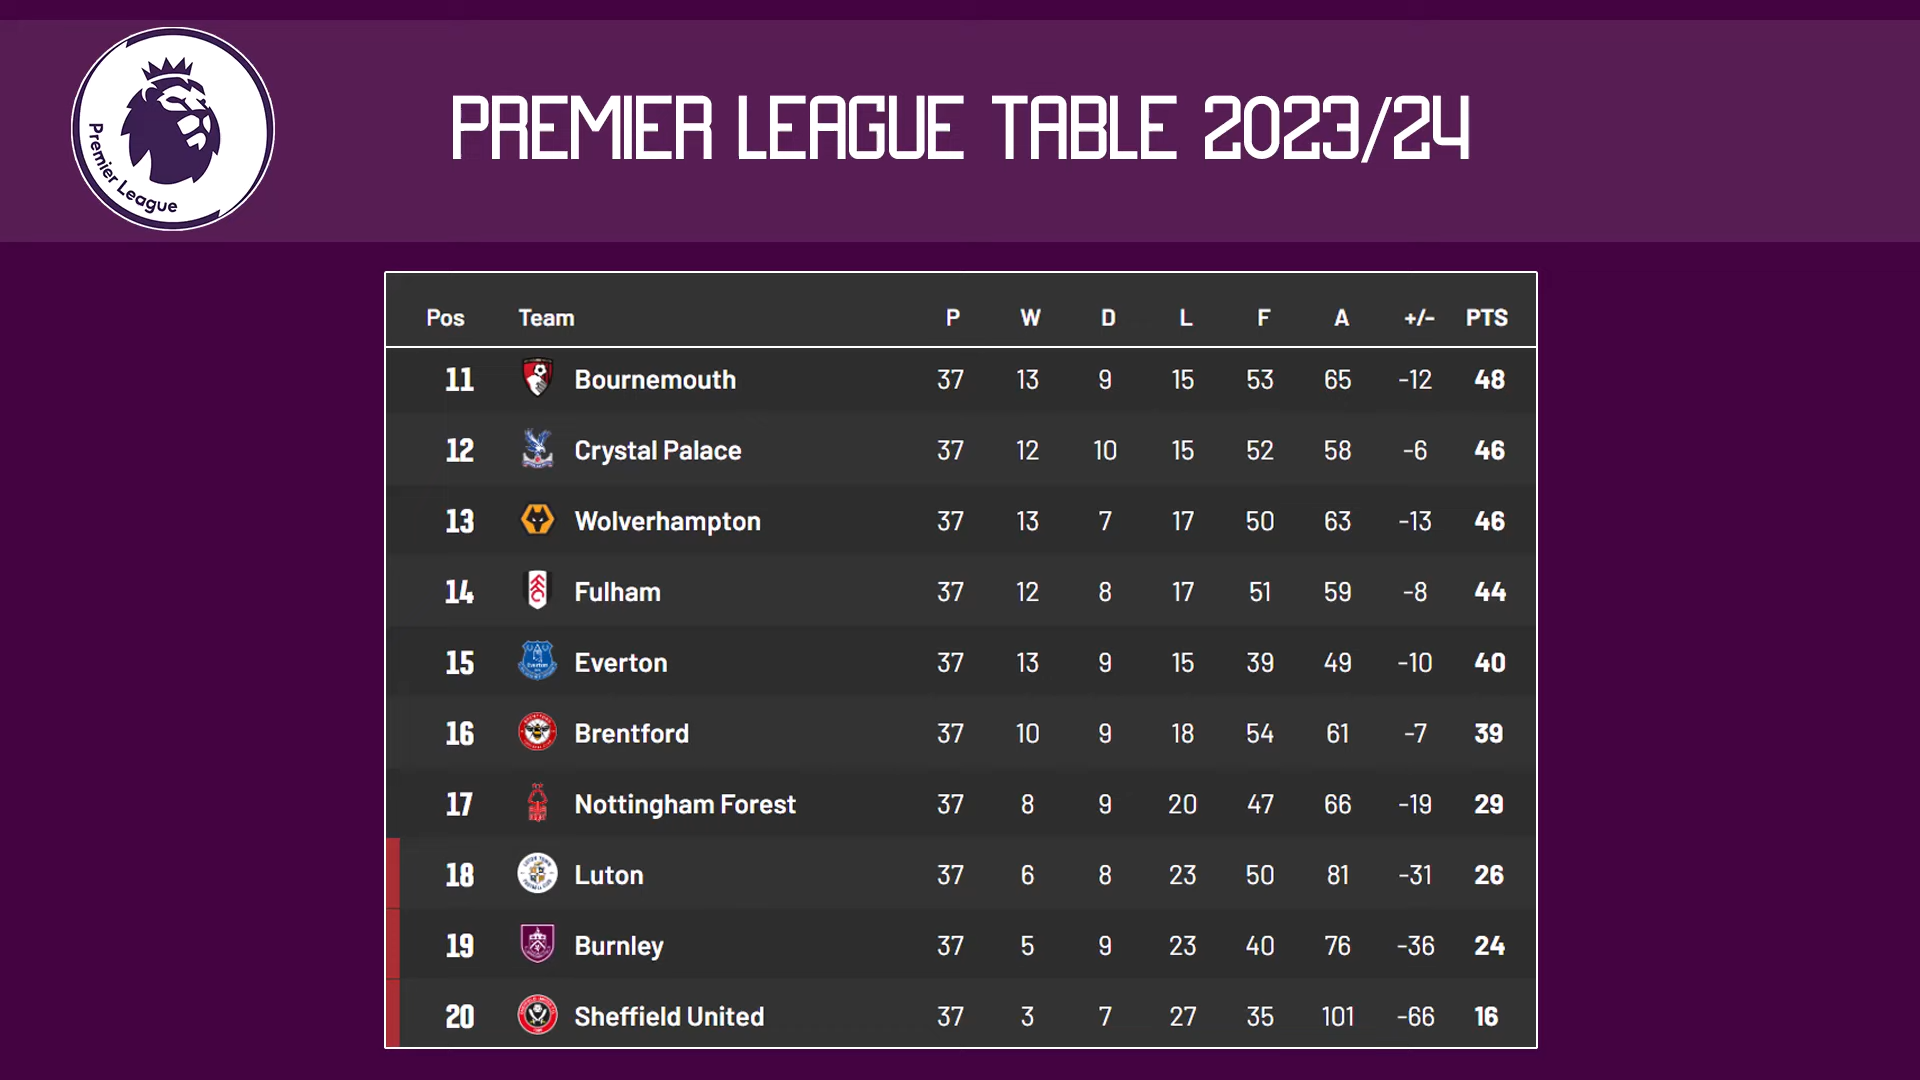 Premier League
PREMIER LEAGUE TABLE 2023/24
Pos Team P W D L F A +/- PTS
11 Bournemouth 37 13 9 15 53 65 -12 48
12 Crystal Palace 37 12 10 15 52 58 -6 46
13 Wolverhampton 37 13 7 17 50 63 -13 46
14 Fulham 37 12 8 17 51 59 -8 44
15 Everton 37 13 9 15 39 49 -10 40
16 Brentford 37 10 9 18 54 61 -7 39
17 Nottingham Forest 37 8 9 20 47 66 -19 29
18 Luton 37 6 8 23 50 81 -31 26
19 Burnley 37 5 9 23 40 76 -36 24
20 Sheffield United 37 3 7 27 35 101 -66 16